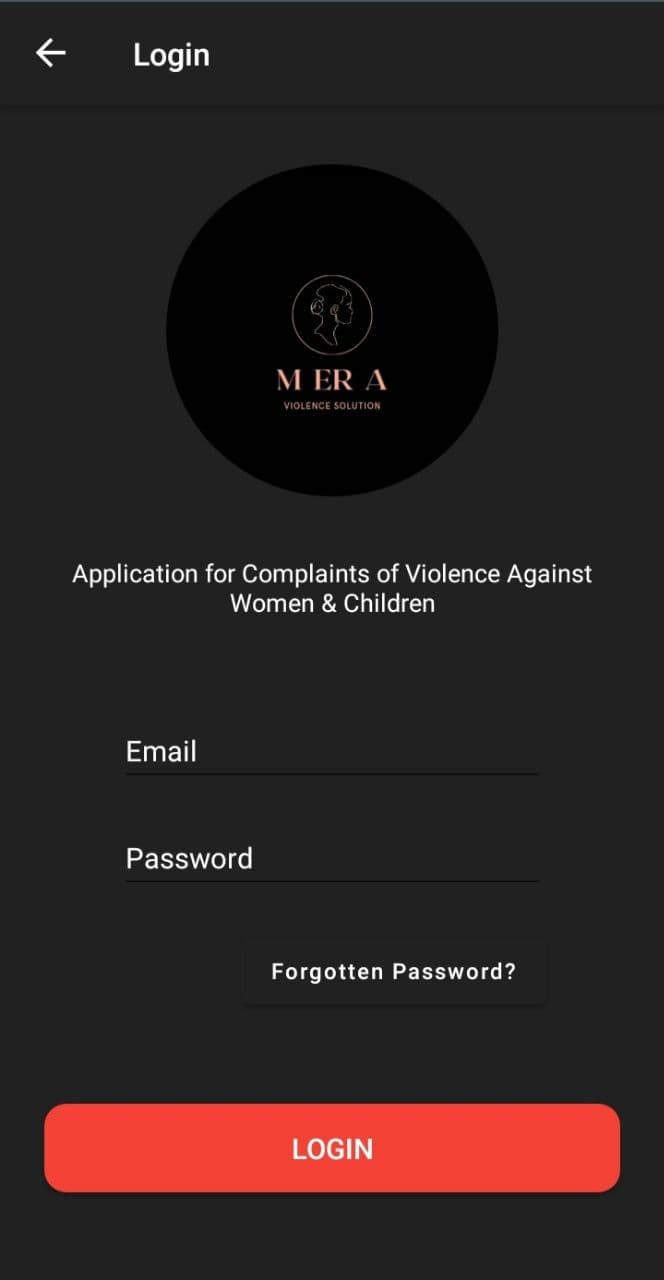 Login
M ER A
VIOLENCE SOLUTION
Application for Complaints of Violence Against
Women & Children
Email
Password
Forgotten Password?
LOGIN